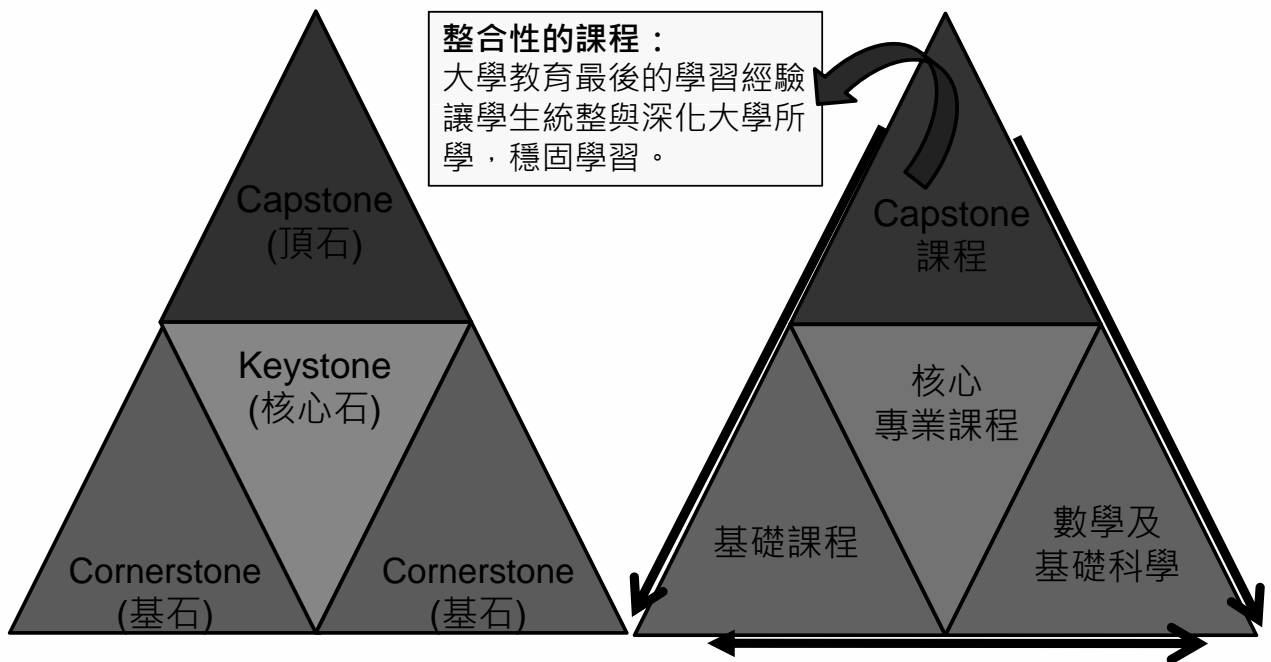 整合性的課程：
大學教育最後的學習經驗
讓學生統整與深化大學所
學，穩固學習。
Capstone
(頂石)
Keystone
(核心石)
Cornerstone
(基石)
Cornerstone
(基石)
Capstone
課程
核心
專業課程
基礎課程
數學及
基礎科學